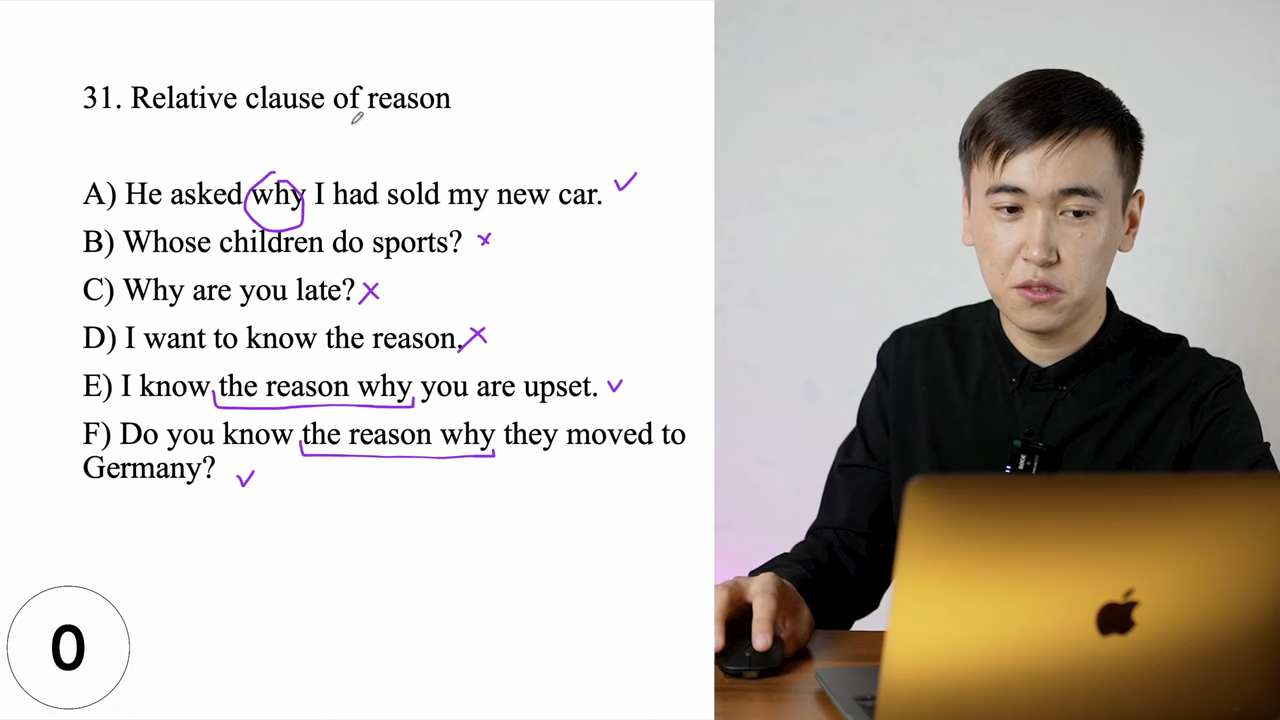 31. Relative clause of reason
A) He asked why I had sold my new car.
B) Whose children do sports?
C) Why are you late?
D) I want to know the reason.
E) I know the reason why you are upset.
F) Do you know the reason why they moved to
Germany?
0